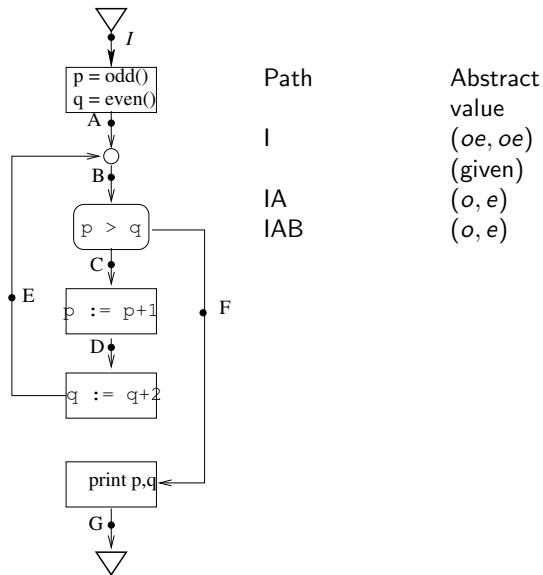 I
p = odd()
q = even()
A
B
p > q
C
E
F
p := p+1
D
q := q+2
print p,q
G
Path Abstract value
I (oe, oe) (given)
IA (o, e)
IAB (o, e)